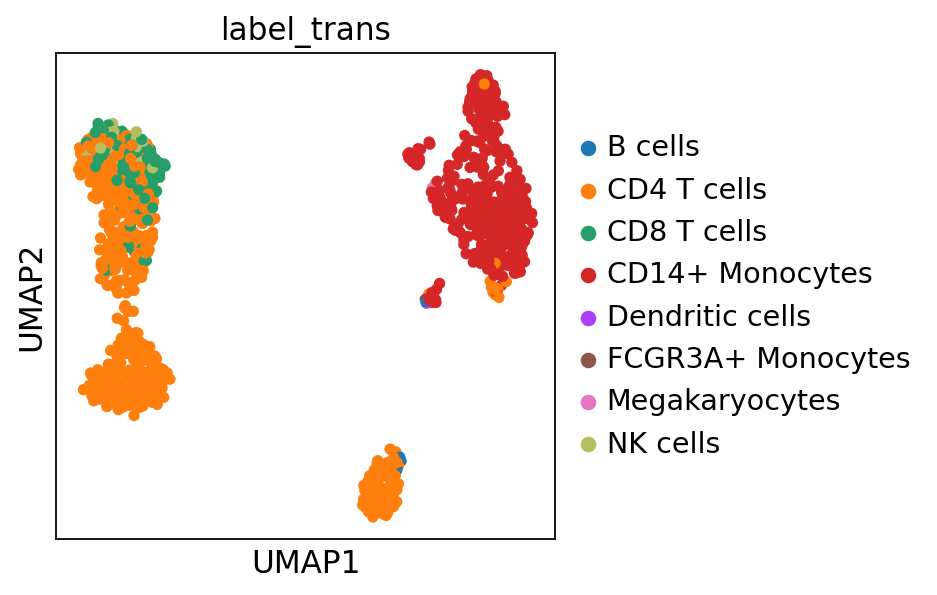 label_trans
UMAP2
UMAP1
B cells
CD4 T cells
CD8 T cells
CD14+ Monocytes
Dendritic cells
FCGR3A+ Monocytes
Megakaryocytes
NK cells